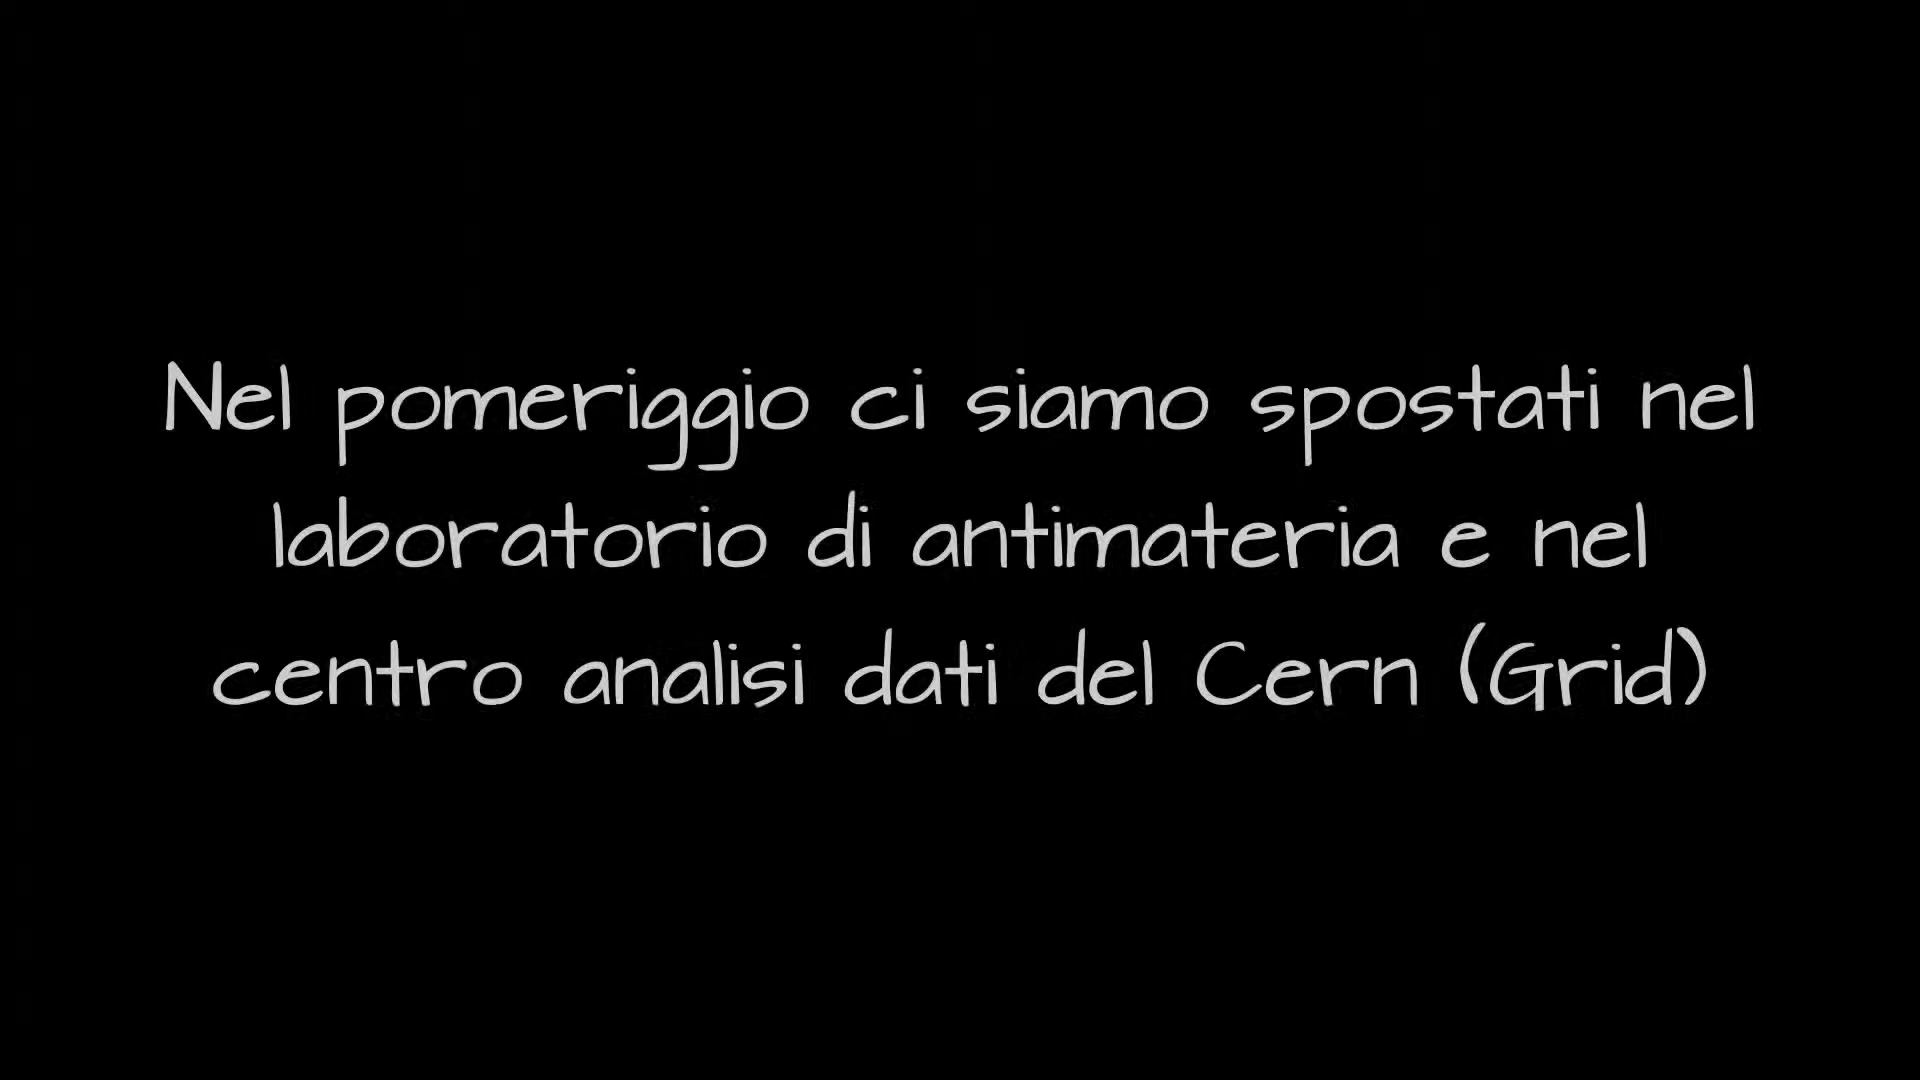 Nel pomeriggio ci siamo spostati nel
laboratorio di antimateria e nel
centro analisi dati del Cern (Grid)